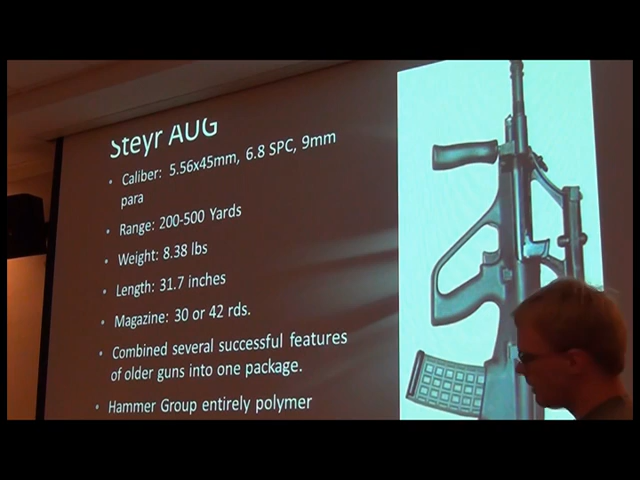 Steyr AUG
• Caliber: 5.56x45mm, 6.8 SPC, 9mm
para
• Range: 200-500 Yards
• Weight: 8.38 lbs
• Length: 31.7 inches
• Magazine: 30 or 42 rds.
• Combined several successful features
of older guns into one package.
• Hammer Group entirely polymer